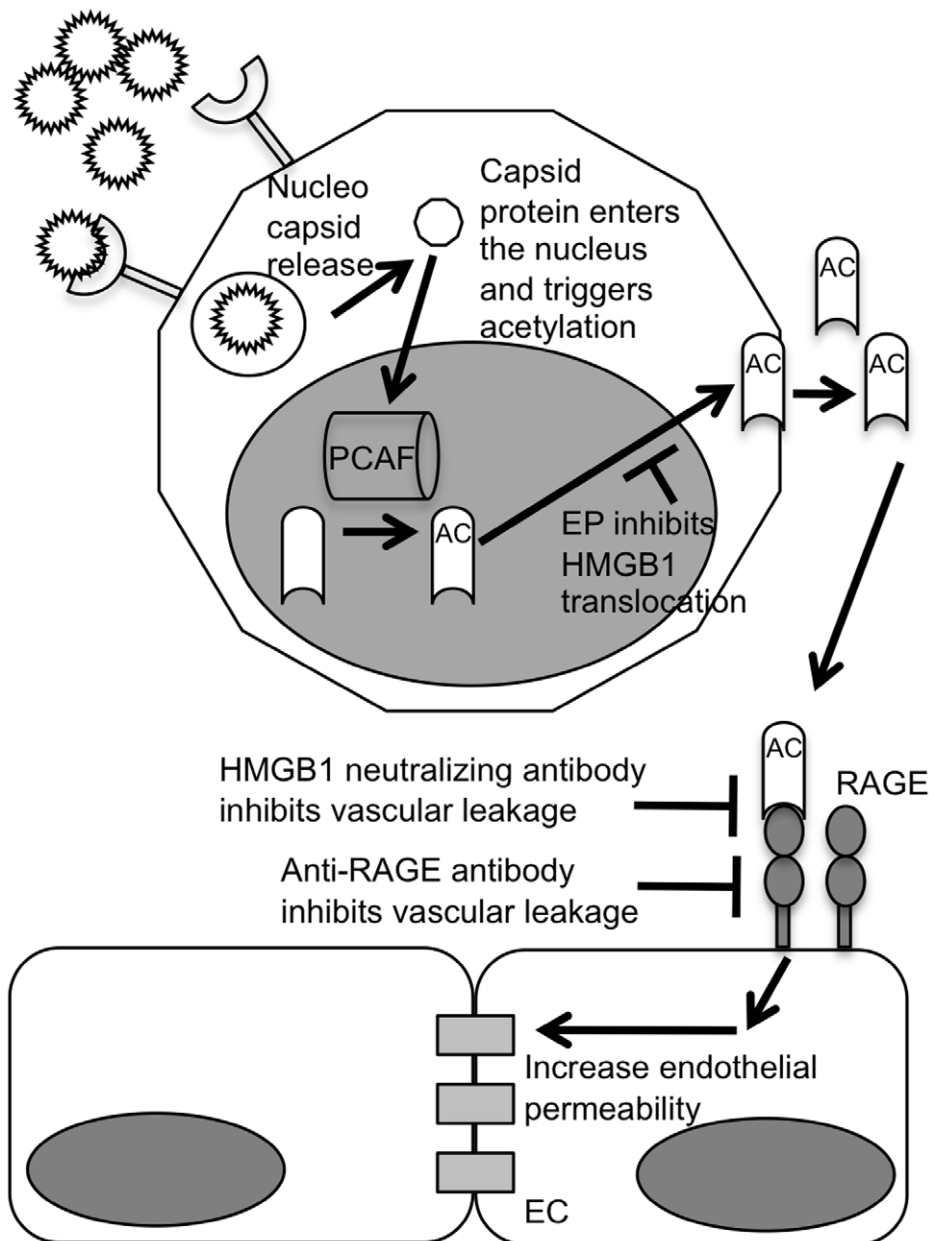 Nucleo
capsid
release
Capsid
protein enters
the nucleus
and triggers
acetylation
AC
AC
AC
PCAF
AC
EP inhibits
HMGB1
translocation
AC
HMGB1 neutralizing antibody
inhibits vascular leakage
RAGE
Anti-RAGE antibody
inhibits vascular leakage
Increase endothelial
permeability
EC